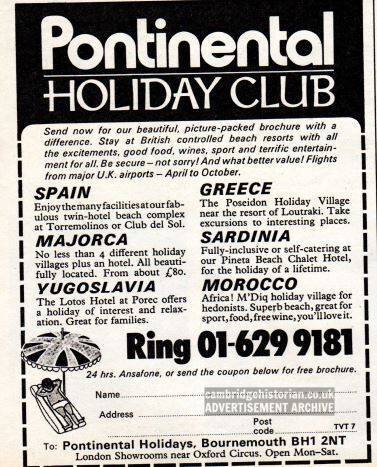 Pontinental
HOLIDAY CLUB
Send now for our beautiful, picture-packed brochure with a
difference. Stay at British controlled beach resorts with all
the excitements, good food, wines, sport and terrific entertain-
ment for all. Be secure – not sorry! And what better value! Flights
from major U.K. airports – April to October.
SPAIN
Enjoy the many facilities at our fab-
ulous twin-hotel beach complex
at Torremolinos or Club del Sol.
MAJORCA
No less than 4 different holiday
villages plus an hotel. All beauti-
fully located. From about £80.
YUGOSLAVIA
The Lotos Hotel at Porec offers
a holiday of interest and relax-
ation. Great for families.
GREECE
The Poseidon Holiday Village
near the resort of Loutraki. Take
excursions to interesting places.
SARDINIA
Fully-inclusive or self-catering at
our Pineta Beach Chalet Hotel,
for the holiday of a lifetime.
MOROCCO
Africa! M'Diq holiday village for
hedonists. Superb beach, great for
sport, food, free wine, you'll love it.
Ring 01-629 9181
24 hrs. Ansafone, or send the coupon below for free brochure.
Name
cambridgehistorian.co.uk
ADVERTISEMENT ARCHIVE
Address
Post
code
TVT 7
To: Pontinental Holidays, Bournemouth BH1 2NT
London Showrooms near Oxford Circus. Open Mon–Sat.